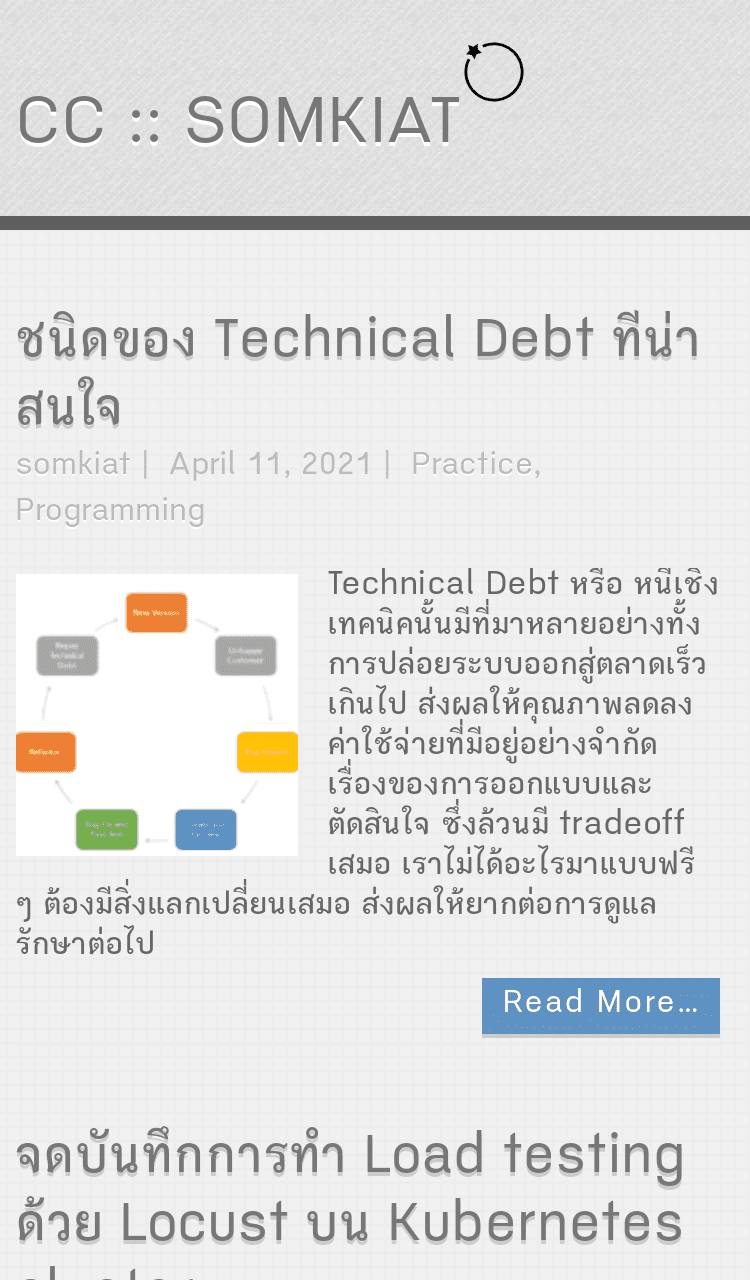 CC :: SOMKIAT
ชนิดของ Technical Debt ที่น่า
สนใจ
somkiat | April 11, 2021 | Practice,
Programming
Technical Debt หรือ หนี้เชิง
เทคนิคนั้นมีที่มาหลายอย่างทั้ง
การปล่อยระบบออกสู่ตลาดเร็ว
เกินไป ส่งผลให้คุณภาพลดลง
ค่าใช้จ่ายที่มีอยู่อย่างจำกัด
เรื่องของการออกแบบและ
ตัดสินใจ ซึ่งล้วนมี tradeoff
เสมอ เราไม่ได้อะไรมาแบบฟรี
ๆ ต้องมีสิ่งแลกเปลี่ยนเสมอ ส่งผลให้ยากต่อการดูแล
รักษาต่อไป
New Version
Repay
Technical
Debt
Unhappy
Customer
Read More…
จดบันทึกการทำ Load testing
ด้วย Locust บน Kubernetes